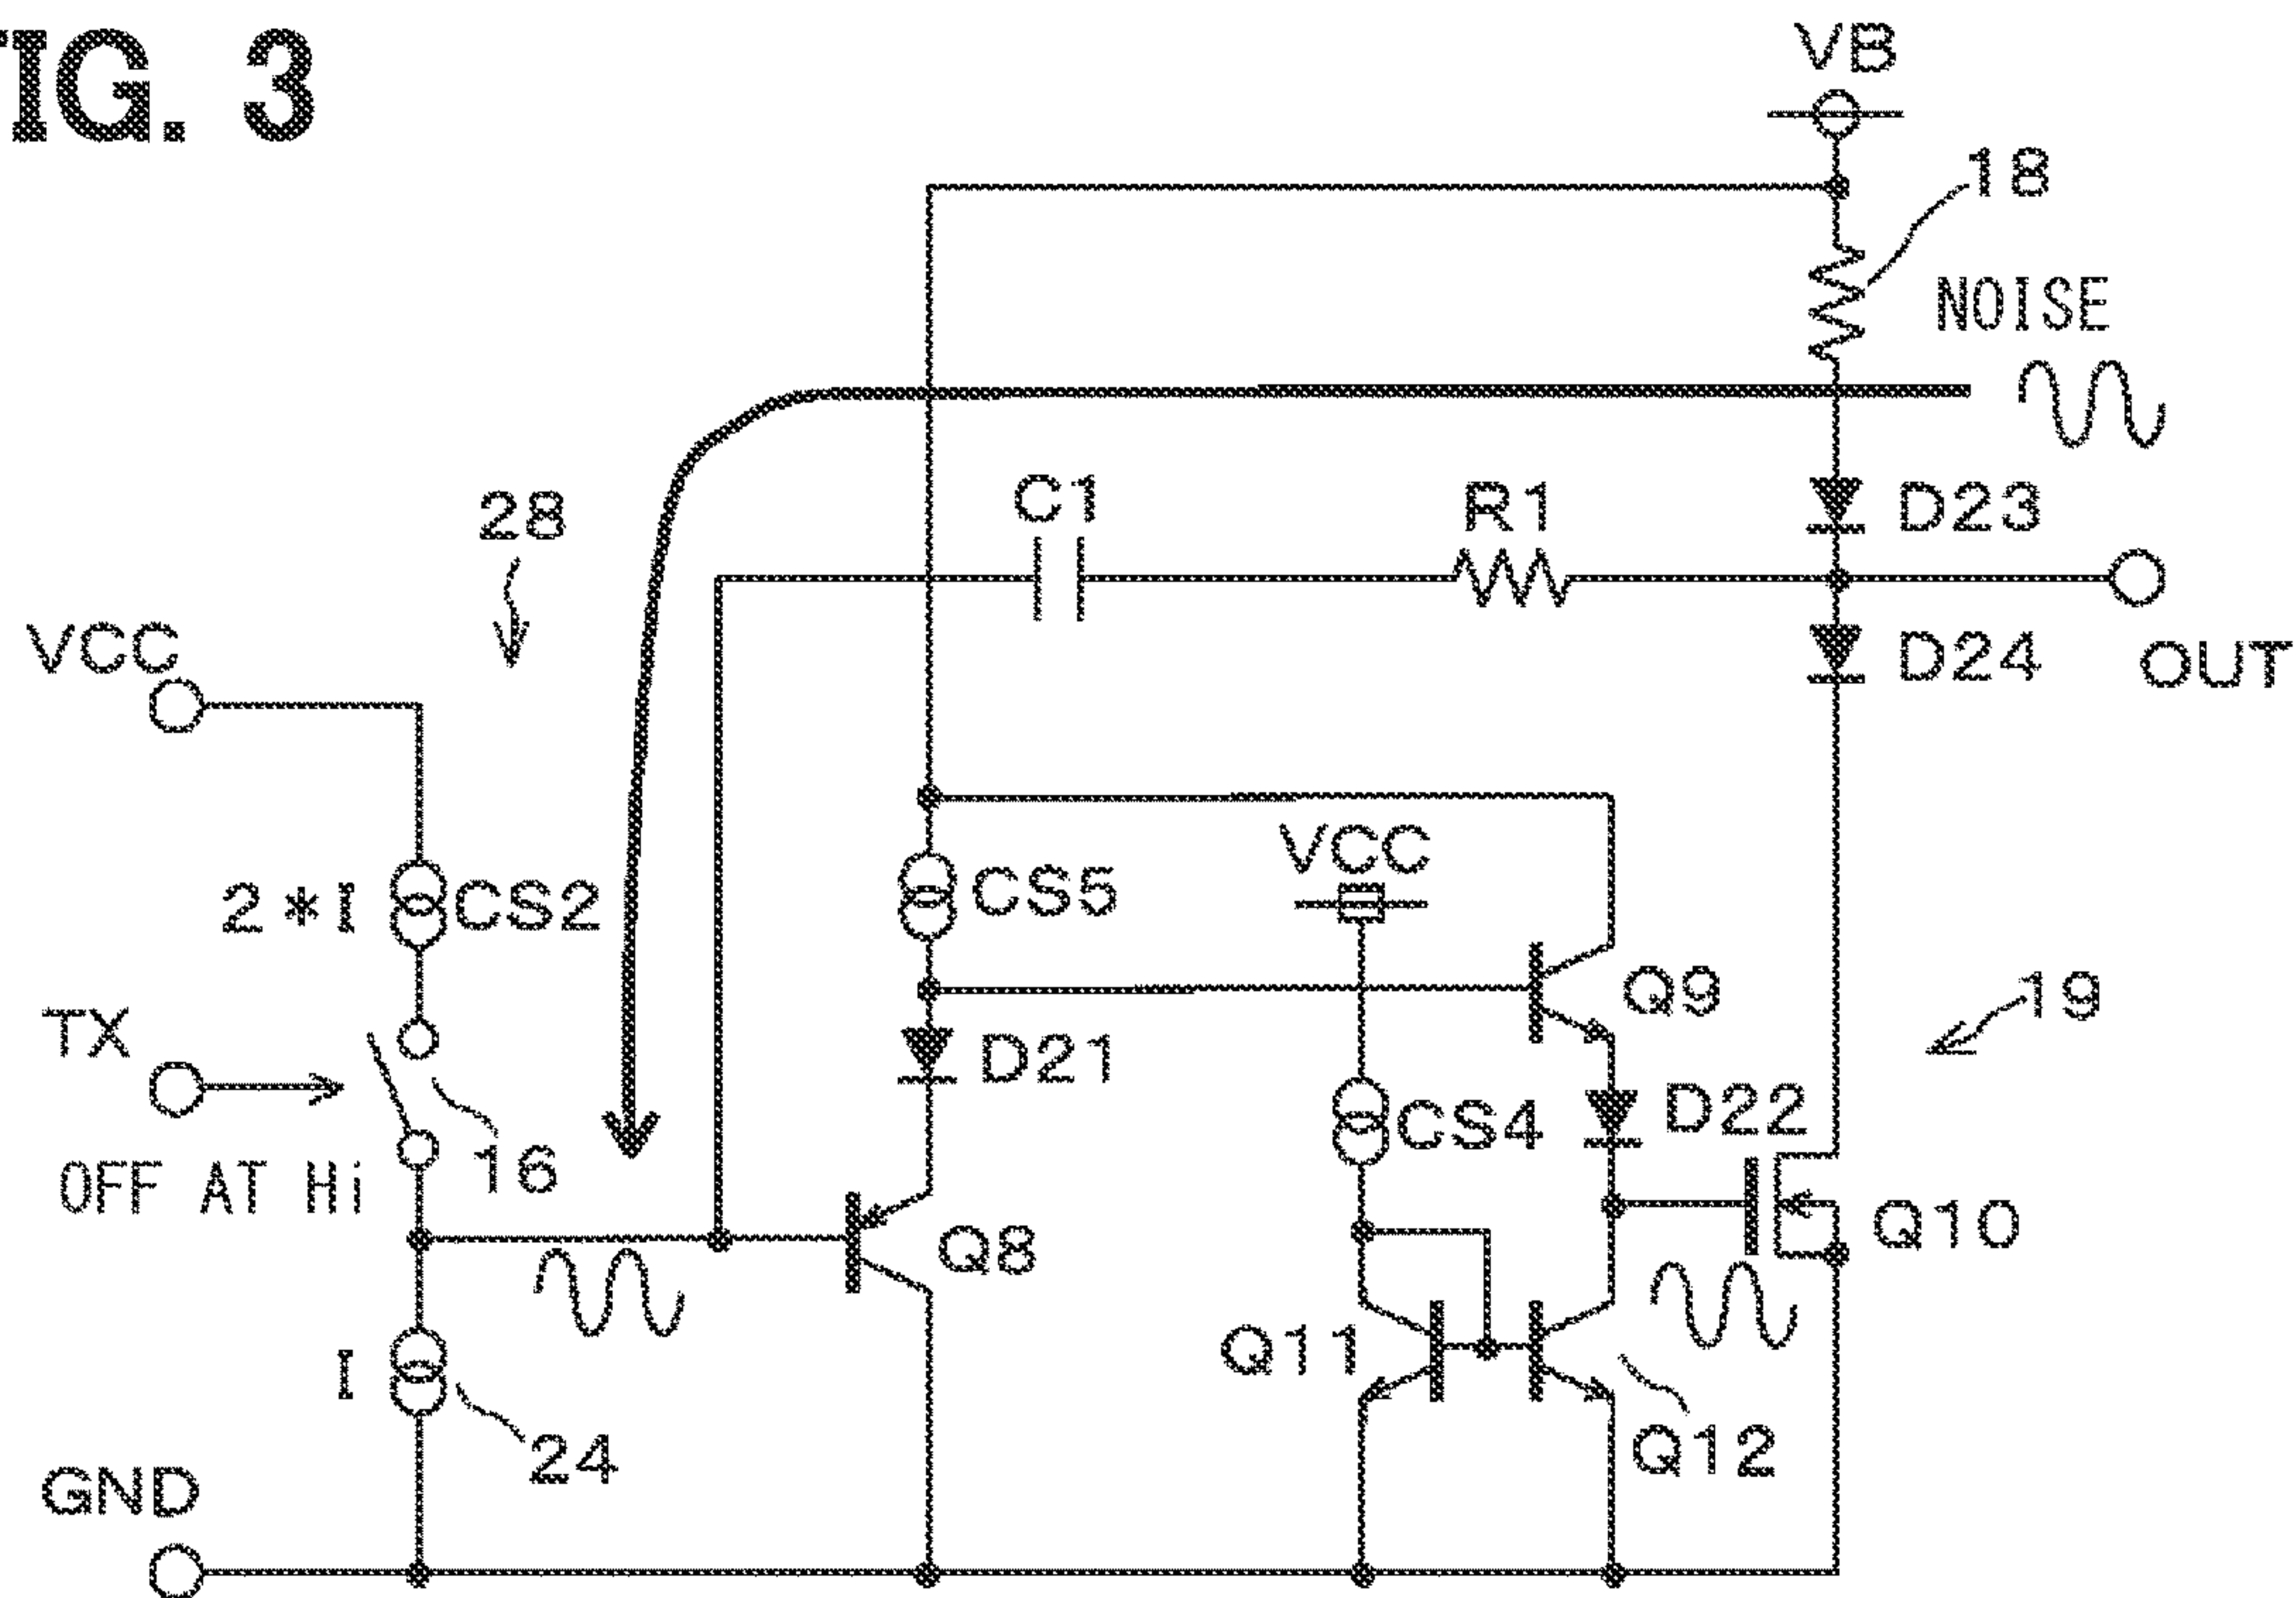 FIG. 3
VB
18
NOISE
28
C1
R1
D23
VCC
D24
OUT
2*I
CS2
CS5
VCC
Q9
19
TX
D21
CS4
D22
OFF AT Hi
16
Q8
Q10
I
24
Q11
Q12
GND